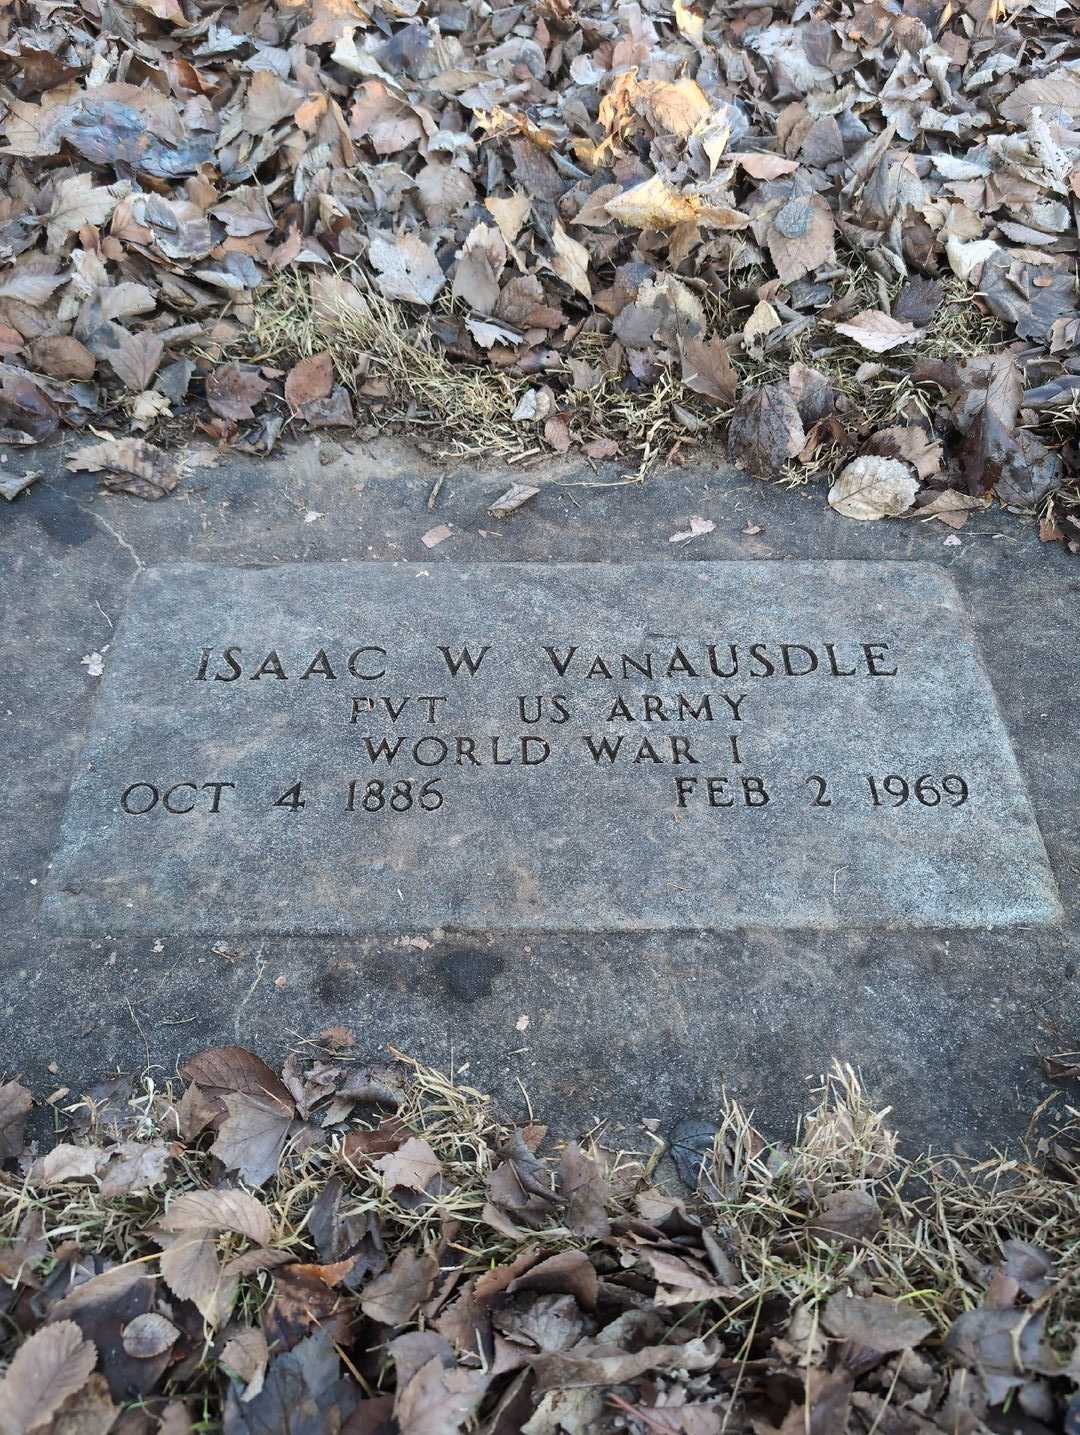 ISAAC W VANAUSDLE
PVT US ARMY
WORLD WAR I
OCT 4 1886 FEB 2 1969